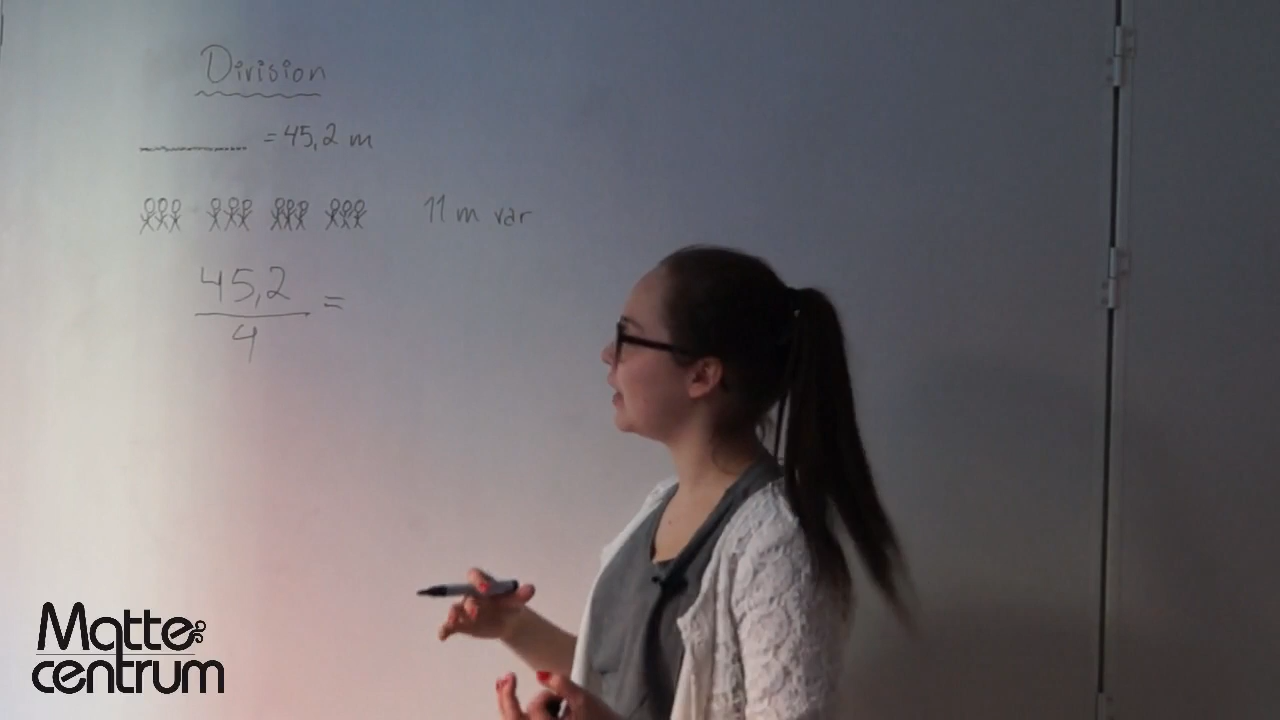 Division
= 45,2 m
11 m var
45,2
4
=
Matte
centrum